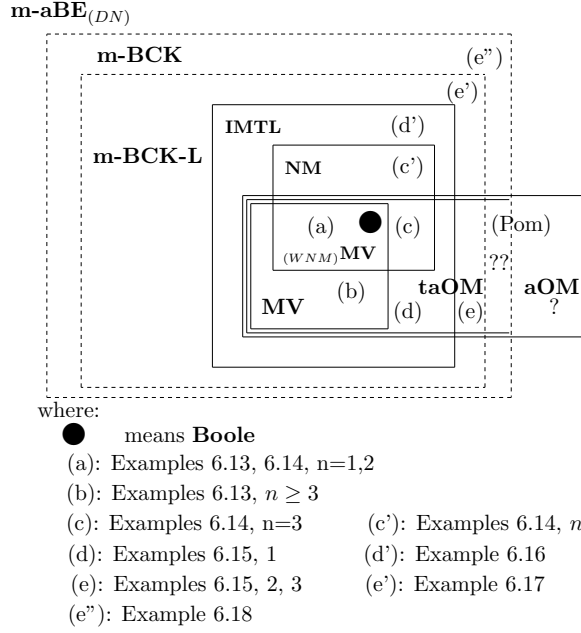 m-aBE(DN)
m-BCK
(e")
(e')
IMTL
(d')
m-BCK-L
NM
(c')
(a)
(c)
(Pom)
(WNM)MV
??
(b)
taOM
aOM
MV
(d)
(e)
?
where:
means Boole
(a): Examples 6.13, 6.14, n=1,2
(b): Examples 6.13, n ≥ 3
(c): Examples 6.14, n=3 (c'): Examples 6.14, n
(d): Examples 6.15, 1 (d'): Example 6.16
(e): Examples 6.15, 2, 3 (e'): Example 6.17
(e"): Example 6.18